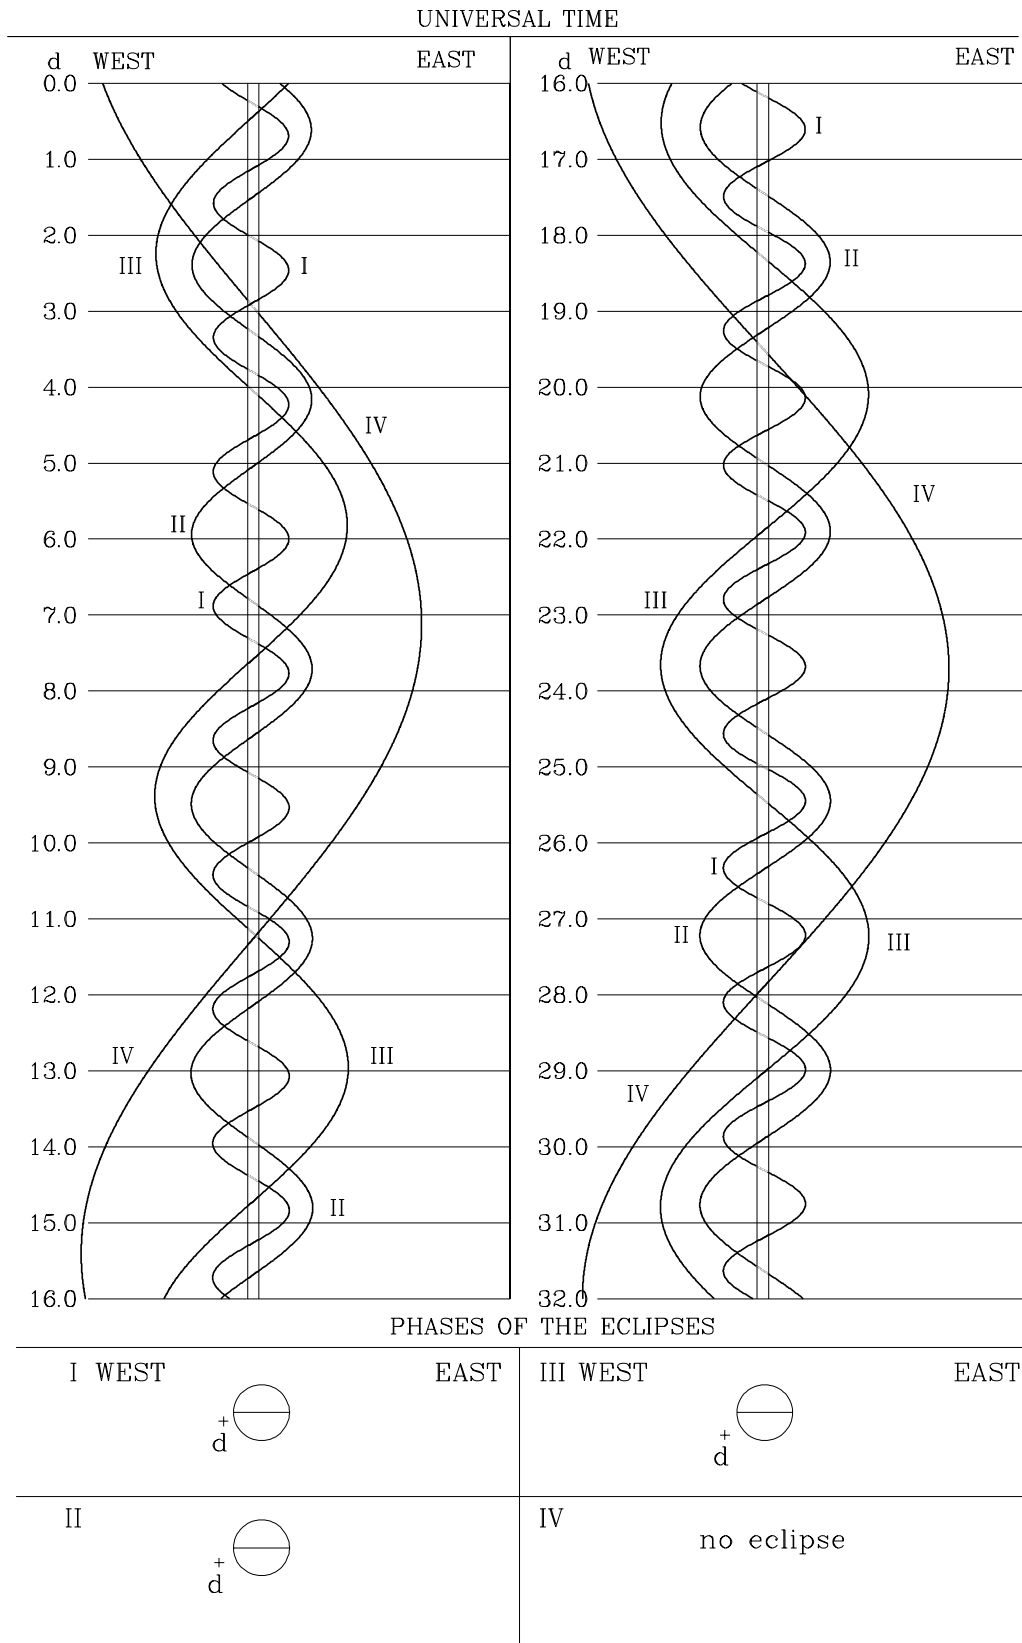 UNIVERSAL TIME
d WEST EAST
0.0
1.0
2.0
III I
3.0
4.0
IV
5.0
II
6.0
I
7.0
8.0
9.0
10.0
11.0
12.0
IV III
13.0
14.0
II
15.0
16.0
d WEST EAST
16.0
I
17.0
18.0
II
19.0
20.0
21.0
IV
22.0
III
23.0
24.0
25.0
26.0
I
27.0
II III
28.0
29.0
IV
30.0
31.0
32.0
PHASES OF THE ECLIPSES
I WEST EAST
+
d
III WEST EAST
+
d
II
+
d
IV
no eclipse